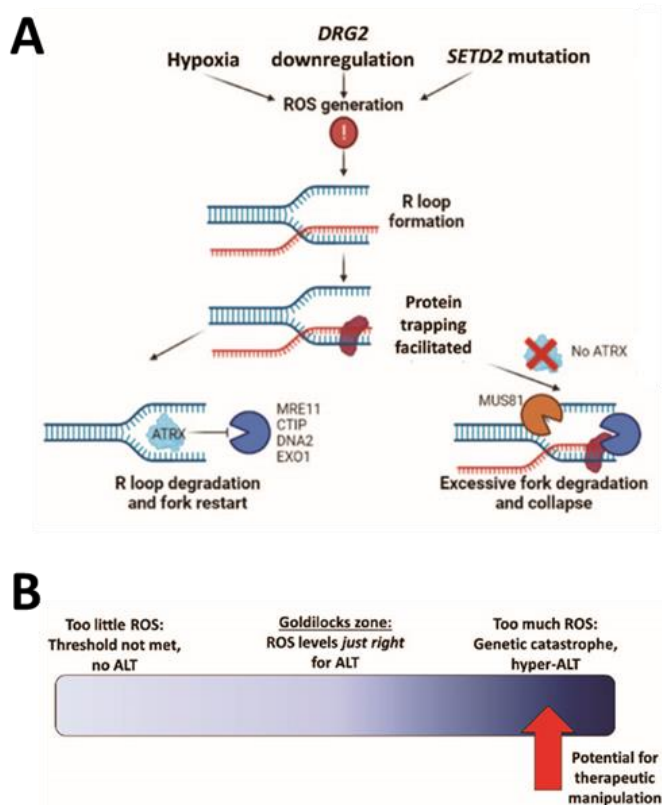 A
DRG2
downregulation
Hypoxia
SETD2 mutation
ROS generation
!
R loop
formation
Protein
trapping
facilitated
No ATRX
MUS81
ATRX
MRE11
CTIP
DNA2
EXO1
R loop degradation
and fork restart
Excessive fork degradation
and collapse
B
Too little ROS:
Threshold not met,
no ALT
Goldilocks zone:
ROS levels just right
for ALT
Too much ROS:
Genetic catastrophe,
hyper-ALT
Potential for
therapeutic
manipulation